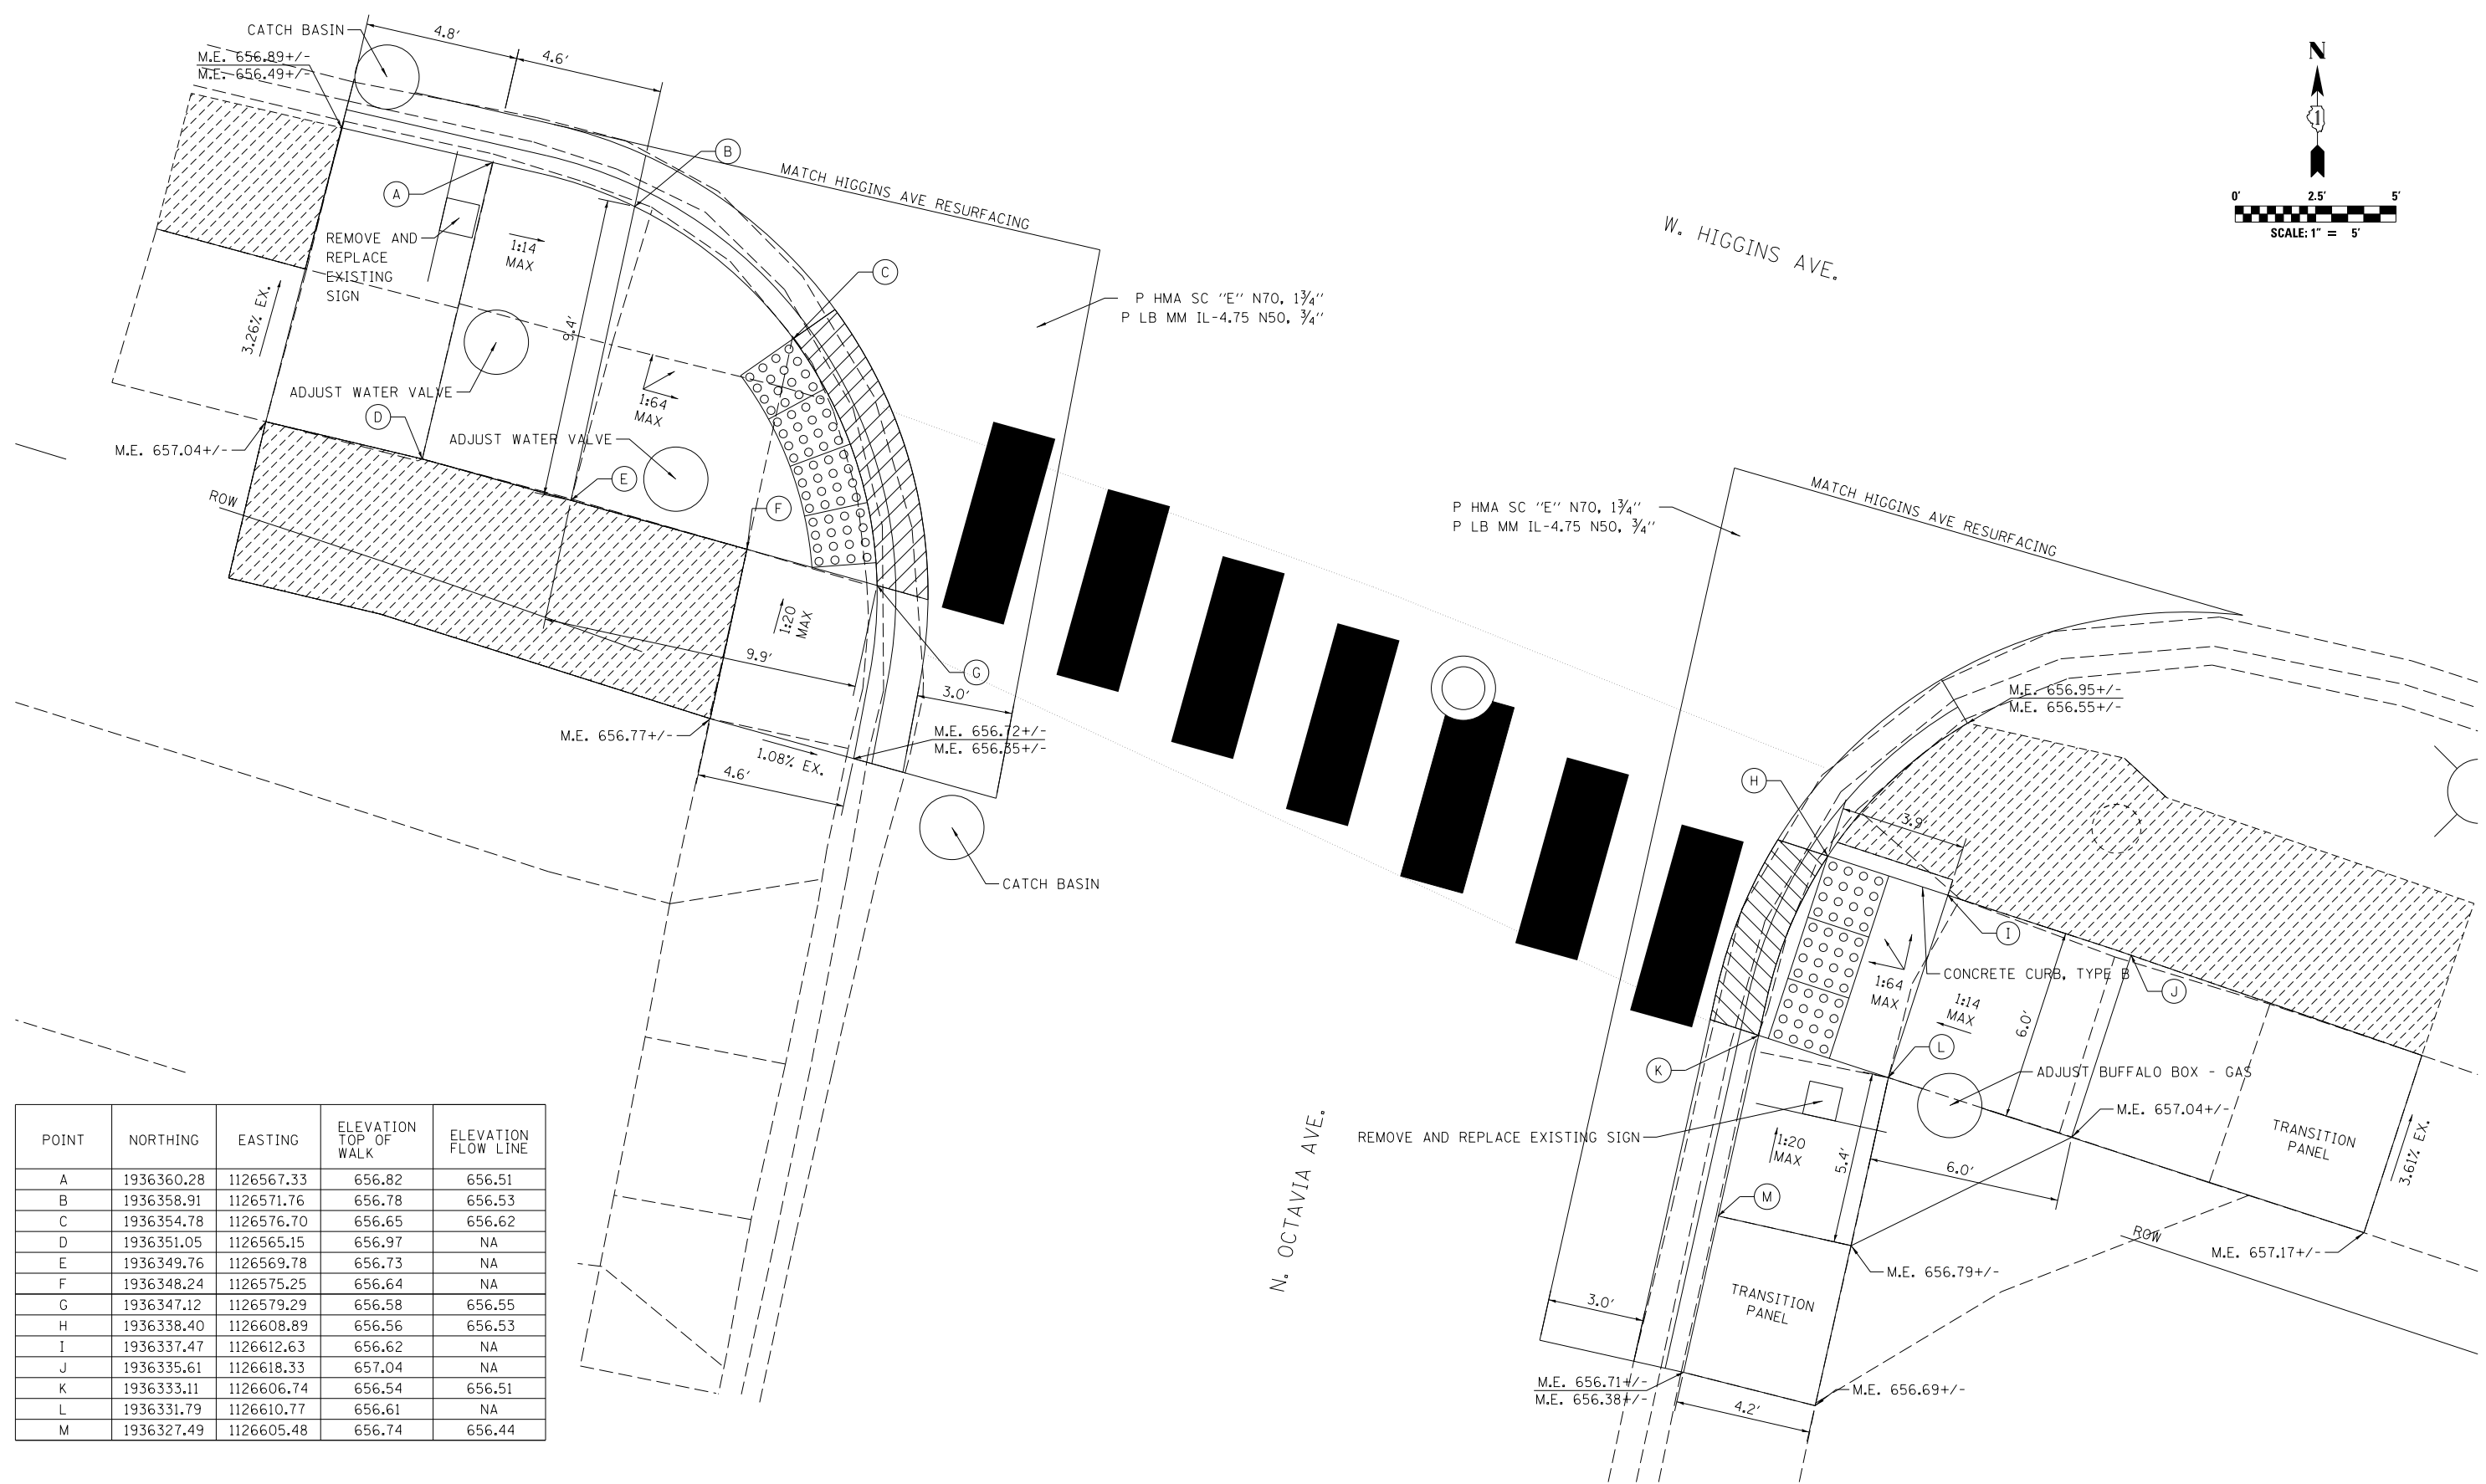 CATCH BASIN
4.8'
4.6'
M.E. 656.89+/-
M.E. 656.49+/-
N
1
0' 2.5' 5'
SCALE: 1" = 5'
B
A
MATCH HIGGINS AVE RESURFACING
REMOVE AND
REPLACE
EXISTING
SIGN
1:14
MAX
C
W. HIGGINS AVE.
3.26% EX.
9.4'
P HMA SC "E" N70, 1¾"
P LB MM IL-4.75 N50, ¾"
ADJUST WATER VALVE
1:64
MAX
D
ADJUST WATER VALVE
M.E. 657.04+/-
E
ROW
F
P HMA SC "E" N70, 1¾"
P LB MM IL-4.75 N50, ¾"
MATCH HIGGINS AVE RESURFACING
1:20
MAX
9.9'
G
3.0'
M.E. 656.77+/-
M.E. 656.72+/-
M.E. 656.35+/-
1.08% EX.
4.6'
CATCH BASIN
M.E. 656.95+/-
M.E. 656.55+/-
H
3.9'
I
CONCRETE CURB, TYPE B
1:64
MAX
1:14
MAX
J
6.0'
L
K
ADJUST BUFFALO BOX - GAS
M.E. 657.04+/-
REMOVE AND REPLACE EXISTING SIGN
1:20
MAX
5.4'
6.0'
TRANSITION
PANEL
3.61% EX.
M
ROW
M.E. 657.17+/-
M.E. 656.79+/-
N. OCTAVIA AVE.
3.0'
TRANSITION
PANEL
M.E. 656.71+/-
M.E. 656.38+/-
4.2'
M.E. 656.69+/-
POINT NORTHING EASTING ELEVATION TOP OF WALK ELEVATION FLOW LINE
A 1936360.28 1126567.33 656.82 656.51
B 1936358.91 1126571.76 656.78 656.53
C 1936354.78 1126576.70 656.65 656.62
D 1936351.05 1126565.15 656.97 NA
E 1936349.76 1126569.78 656.73 NA
F 1936348.24 1126575.25 656.64 NA
G 1936347.12 1126579.29 656.58 656.55
H 1936338.40 1126608.89 656.56 656.53
I 1936337.47 1126612.63 656.62 NA
J 1936335.61 1126618.33 657.04 NA
K 1936333.11 1126606.74 656.54 656.51
L 1936331.79 1126610.77 656.61 NA
M 1936327.49 1126605.48 656.74 656.44